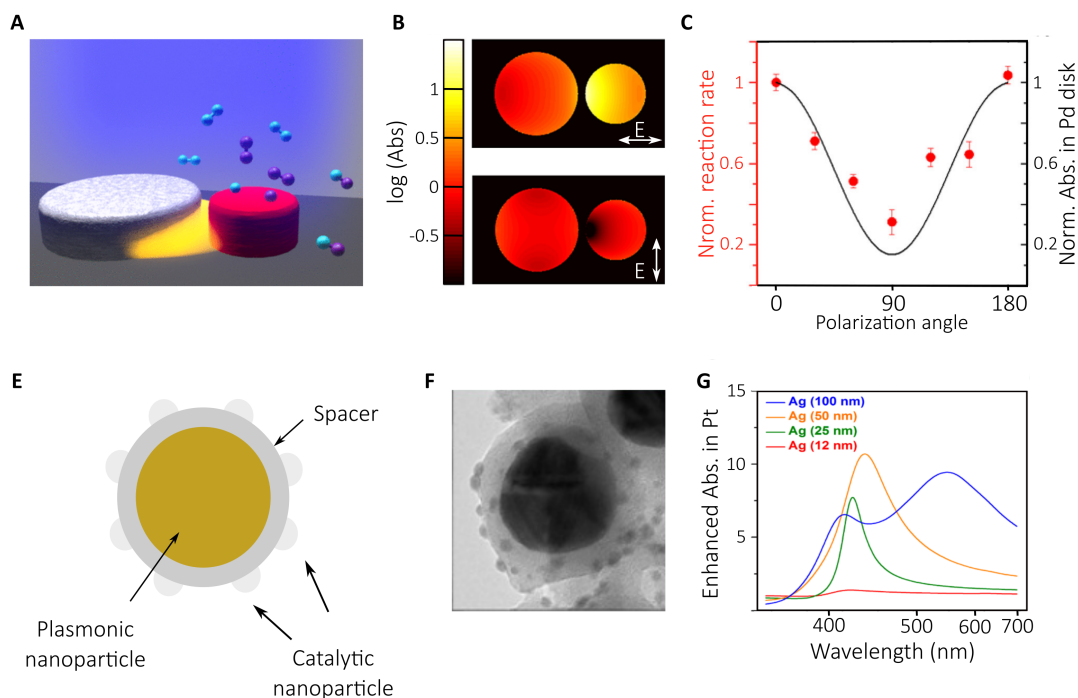 A
B
log (Abs)
1
0.5
0
-0.5
E
E
C
Nrom. reaction rate
1
0.6
0.2
0
90
180
Polarization angle
1
0.6
0.2
Norm. Abs. in Pd disk
E
Spacer
Plasmonic
nanoparticle
Catalytic
nanoparticle
F
G
Enhanced Abs. in Pt
15
10
5
Ag (100 nm)
Ag (50 nm)
Ag (25 nm)
Ag (12 nm)
400
500
600
700
Wavelength (nm)